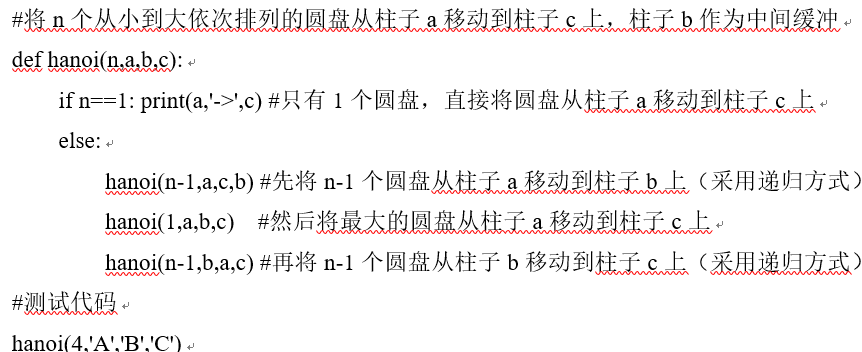 #将 n 个从小到大依次排列的圆盘从柱子 a 移动到柱子 c 上，柱子 b 作为中间缓冲
def hanoi(n,a,b,c):
if n==1: print(a,'->',c) #只有 1 个圆盘，直接将圆盘从柱子 a 移动到柱子 c 上
else:
hanoi(n-1,a,c,b) #先将 n-1 个圆盘从柱子 a 移动到柱子 b 上（采用递归方式）
hanoi(1,a,b,c) #然后将最大的圆盘从柱子 a 移动到柱子 c 上
hanoi(n-1,b,a,c) #再将 n-1 个圆盘从柱子 b 移动到柱子 c 上（采用递归方式）
#测试代码
hanoi(4,'A','B','C')